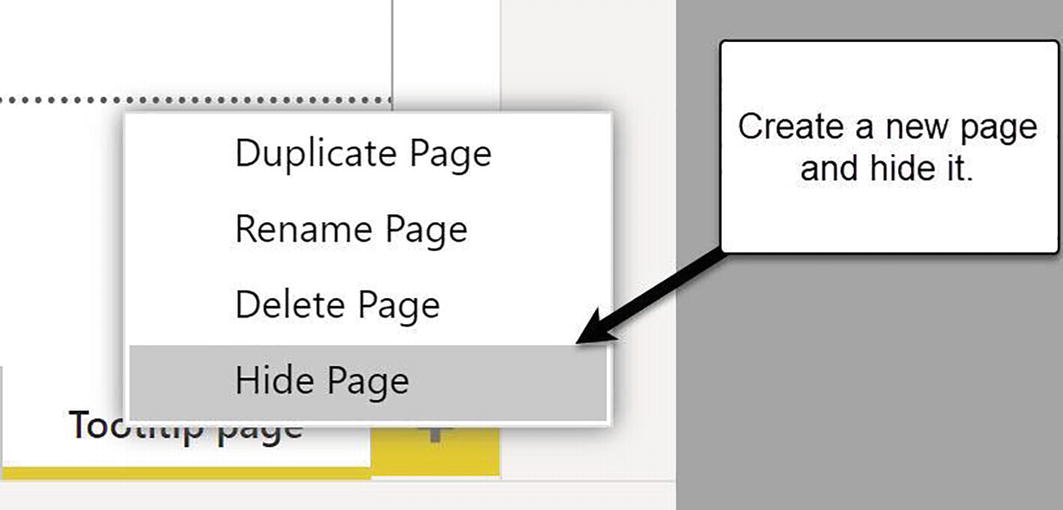 Duplicate Page
Rename Page
Delete Page
Hide Page
Tooltip page
Create a new page
and hide it.